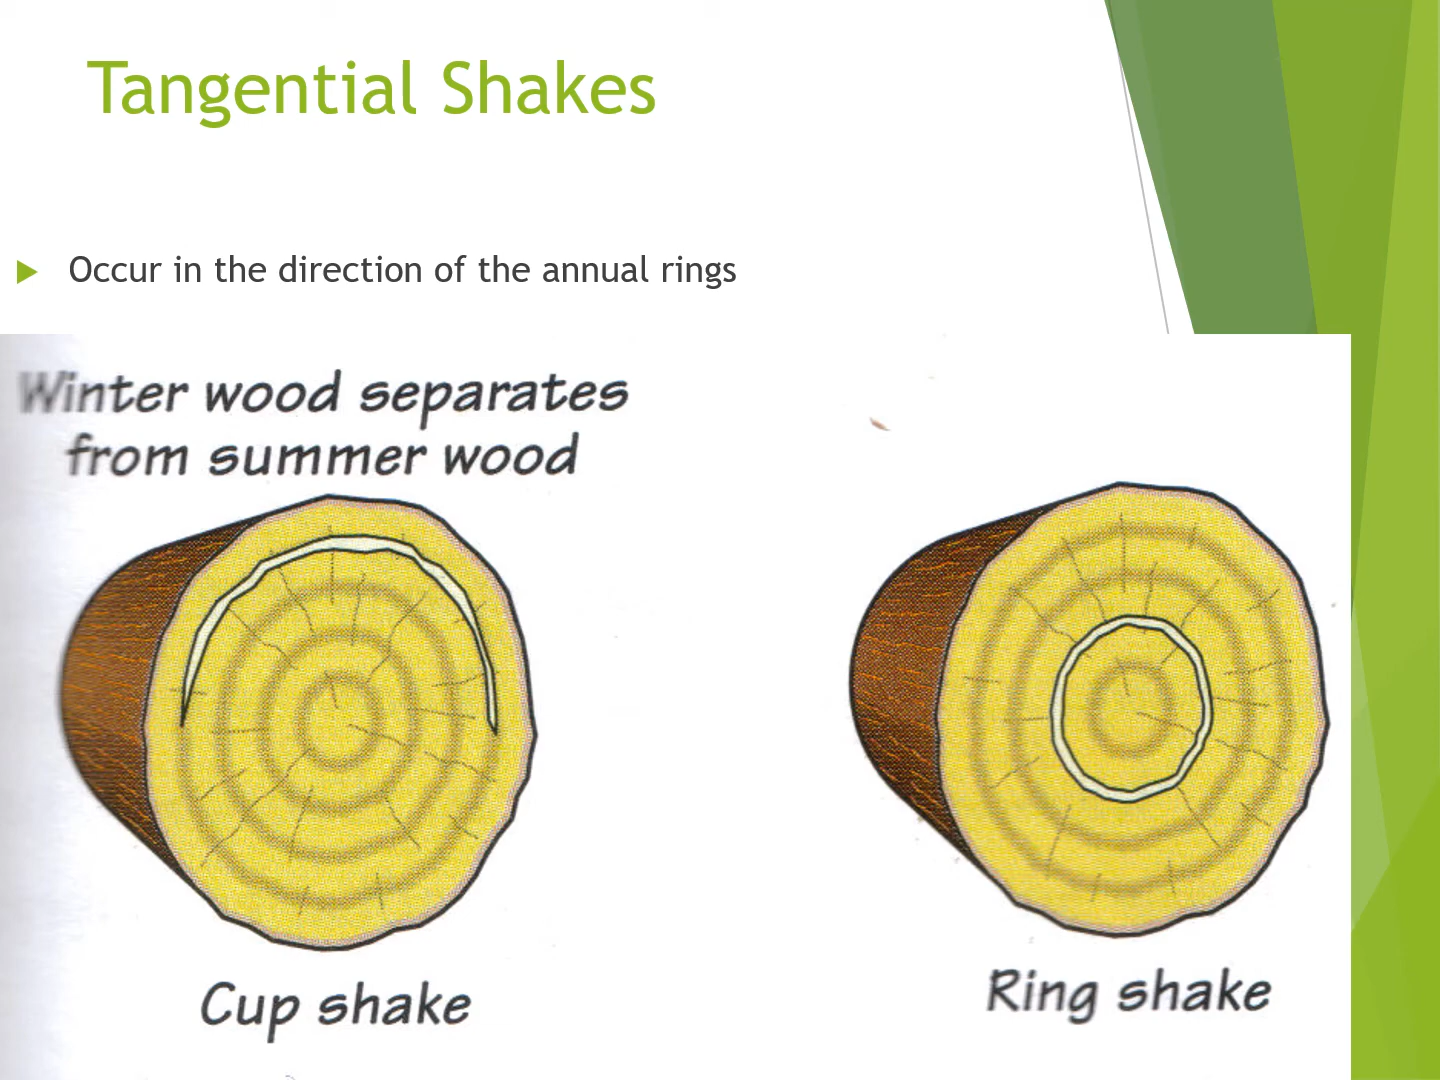 Tangential Shakes
Occur in the direction of the annual rings
Winter wood separates
from summer wood
Cup shake
Ring shake